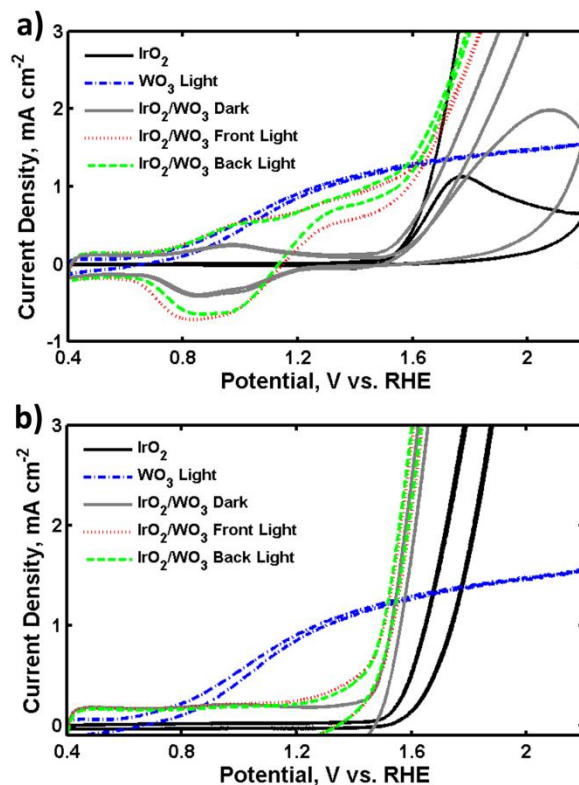 a)
IrO2
WO3 Light
IrO2/WO3 Dark
IrO2/WO3 Front Light
IrO2/WO3 Back Light
Current Density, mA cm-2
3
2
1
0
-1
0.4 0.8 1.2 1.6 2
Potential, V vs. RHE
b)
IrO2
WO3 Light
IrO2/WO3 Dark
IrO2/WO3 Front Light
IrO2/WO3 Back Light
Current Density, mA cm-2
3
2
1
0
0.4 0.8 1.2 1.6 2
Potential, V vs. RHE